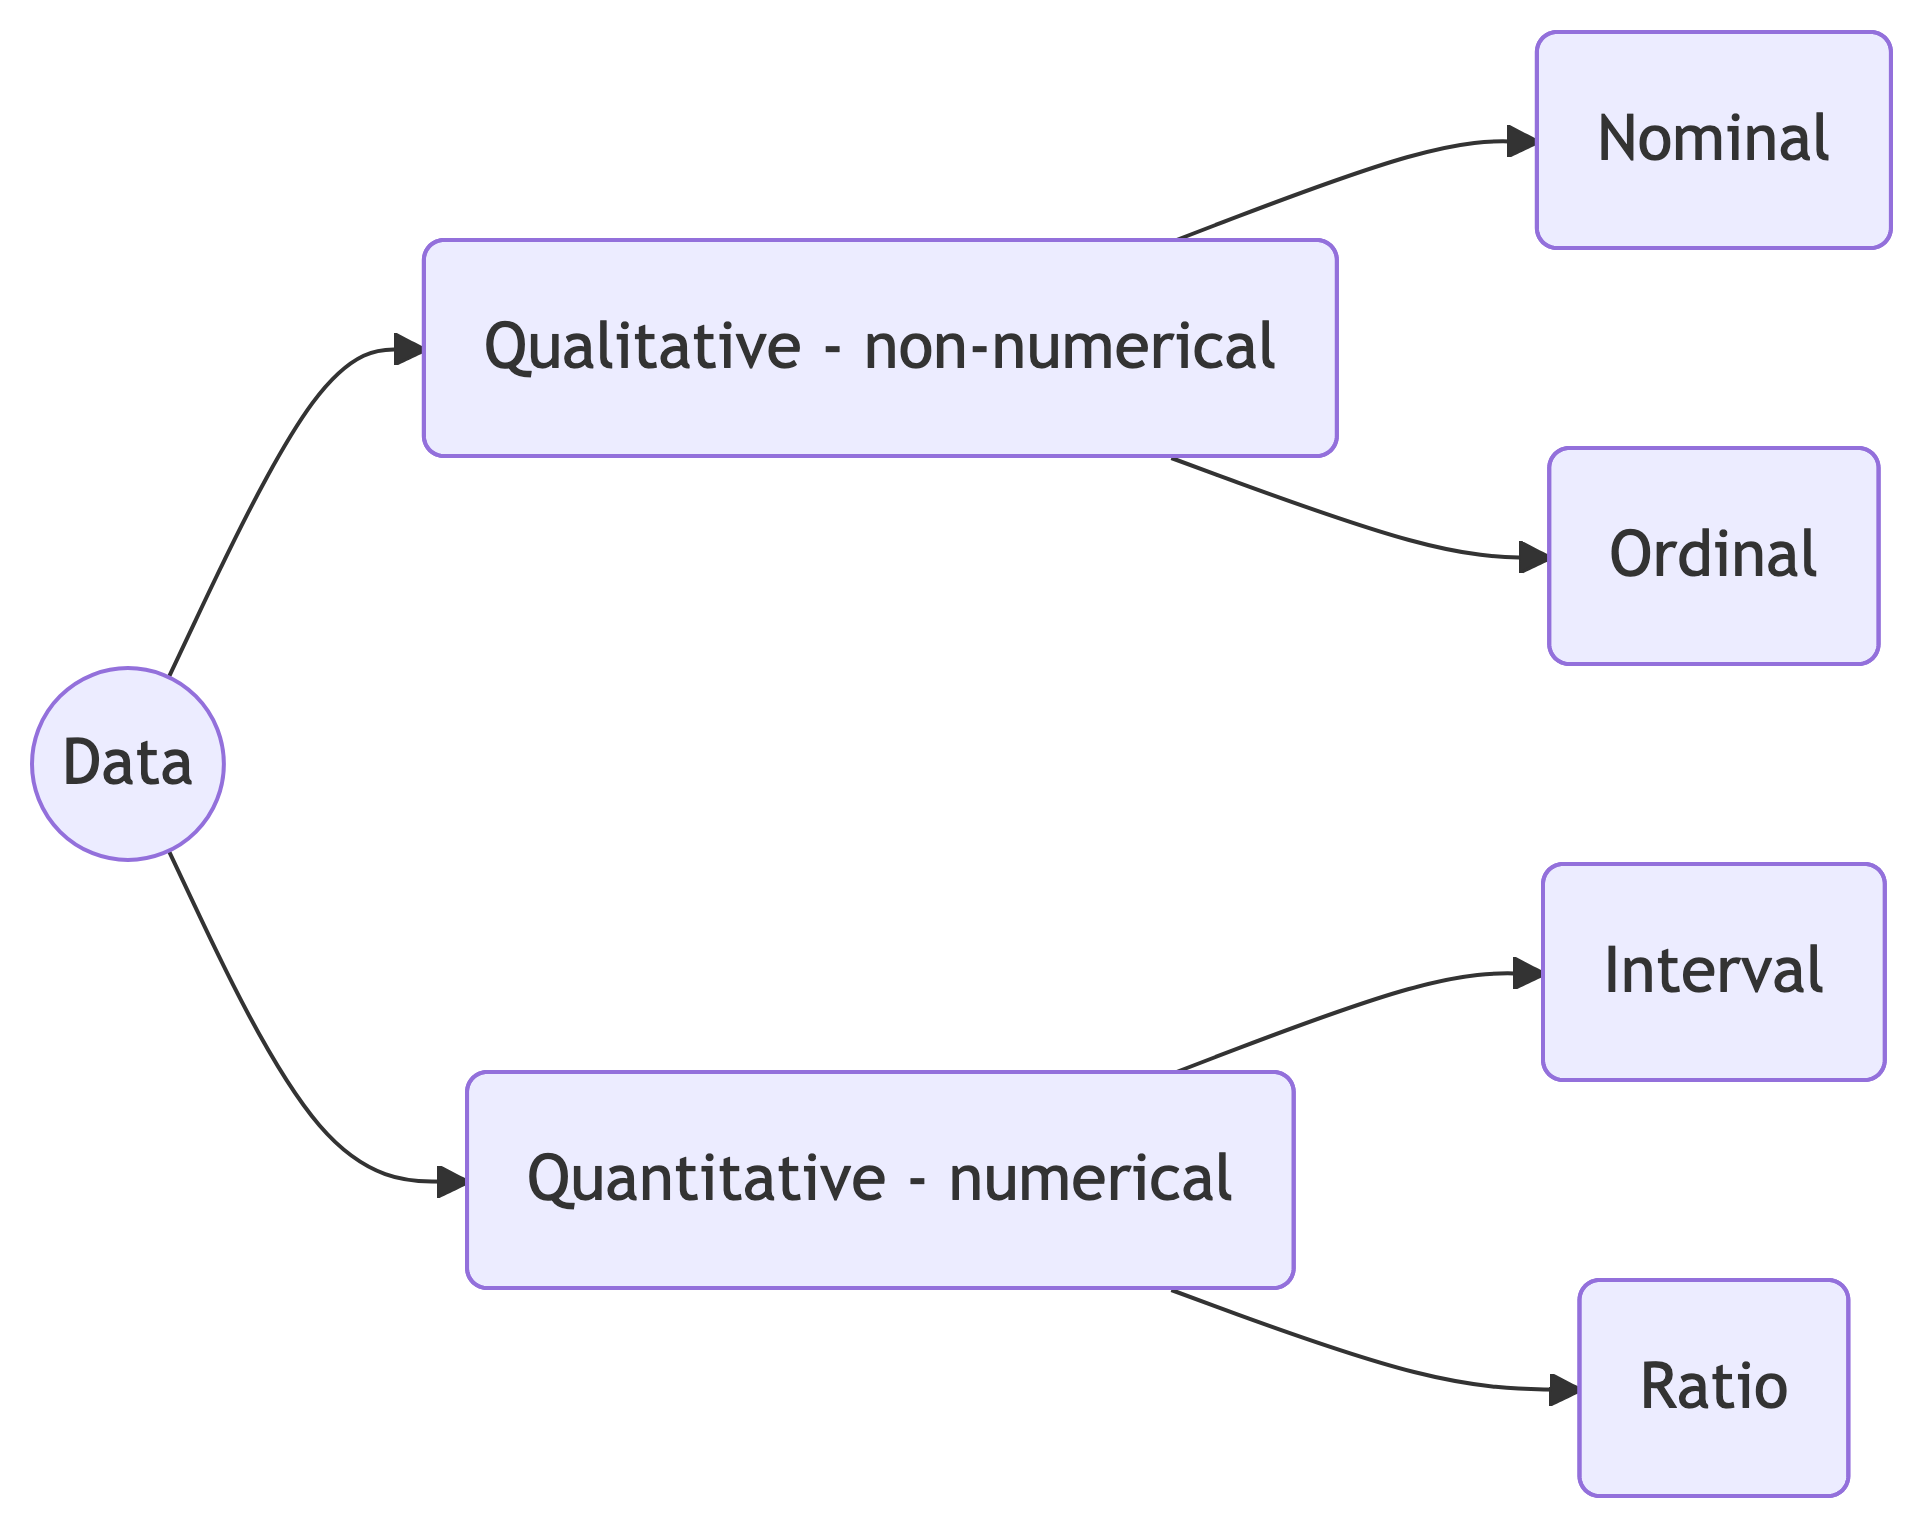 Data
Qualitative - non-numerical
Quantitative - numerical
Nominal
Ordinal
Interval
Ratio